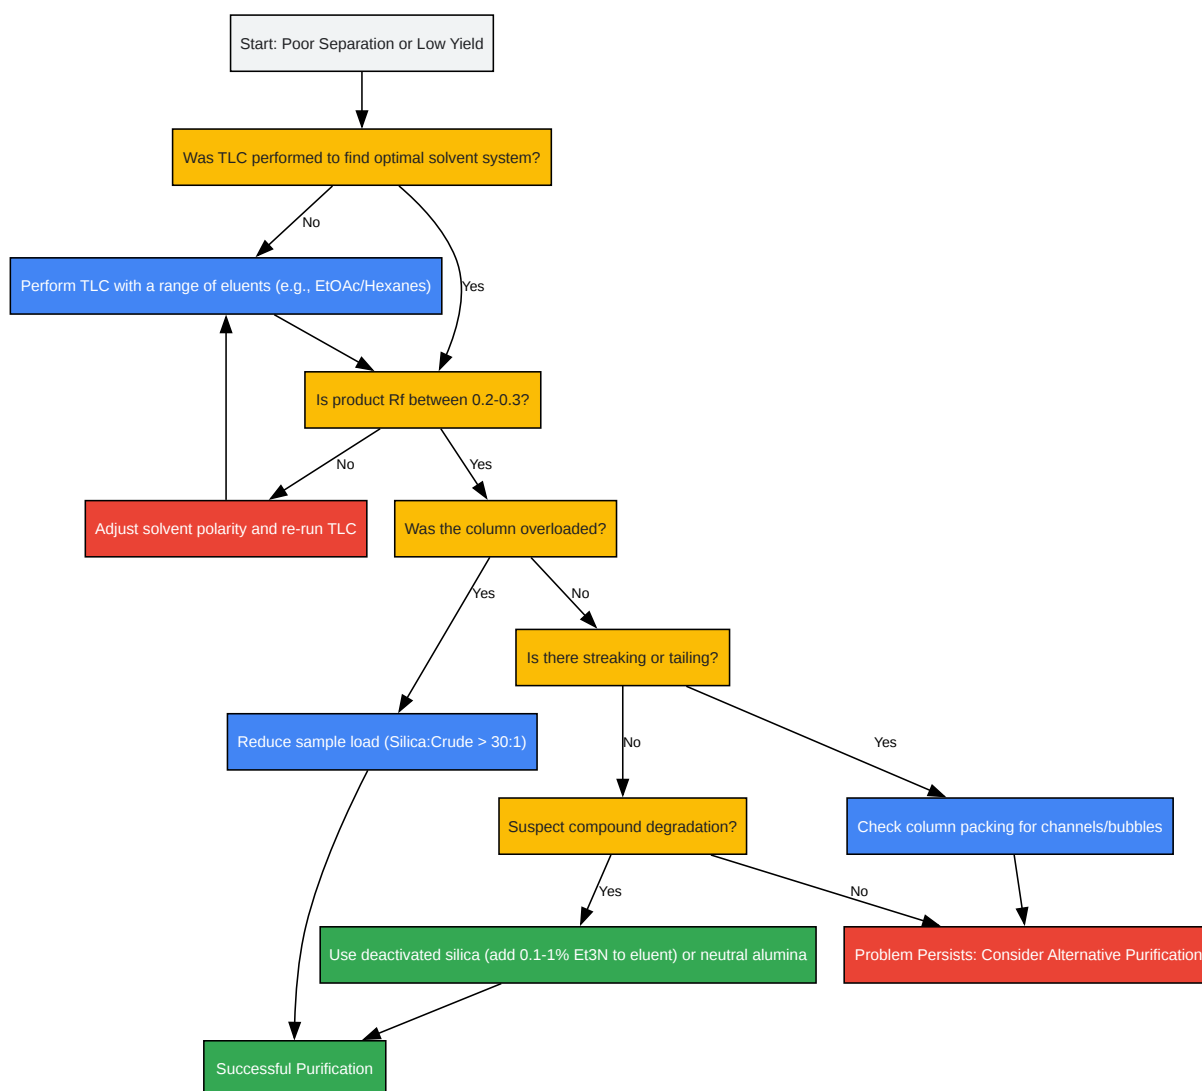 Start: Poor Separation or Low Yield
Was TLC performed to find optimal solvent system?
No
Perform TLC with a range of eluents (e.g., EtOAc/Hexanes)
Yes
Is product Rf between 0.2-0.3?
No
Yes
Adjust solvent polarity and re-run TLC
Was the column overloaded?
Yes
No
Is there streaking or tailing?
Reduce sample load (Silica:Crude > 30:1)
No
Yes
Suspect compound degradation?
Check column packing for channels/bubbles
Yes
No
Use deactivated silica (add 0.1-1% Et3N to eluent) or neutral alumina
Problem Persists: Consider Alternative Purification
Successful Purification